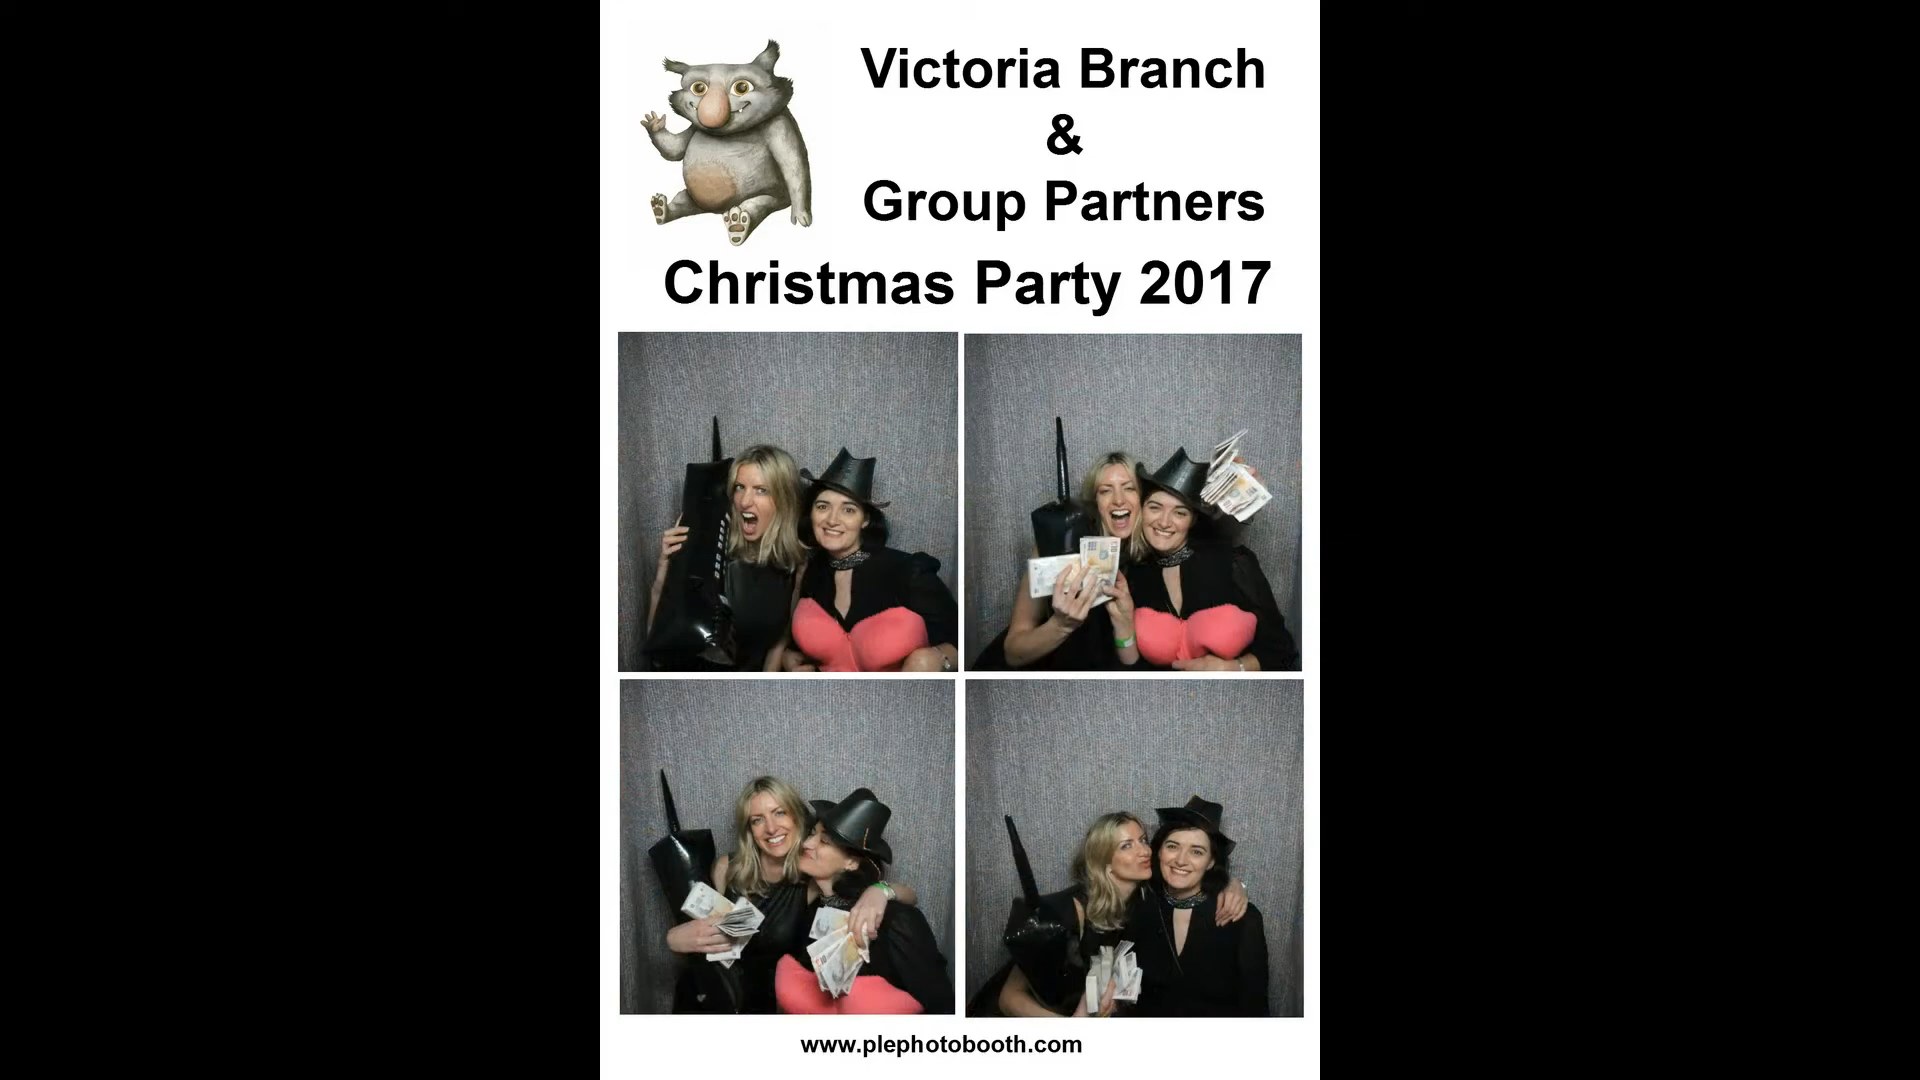 Victoria Branch
&
Group Partners
Christmas Party 2017
www.plephotobooth.com